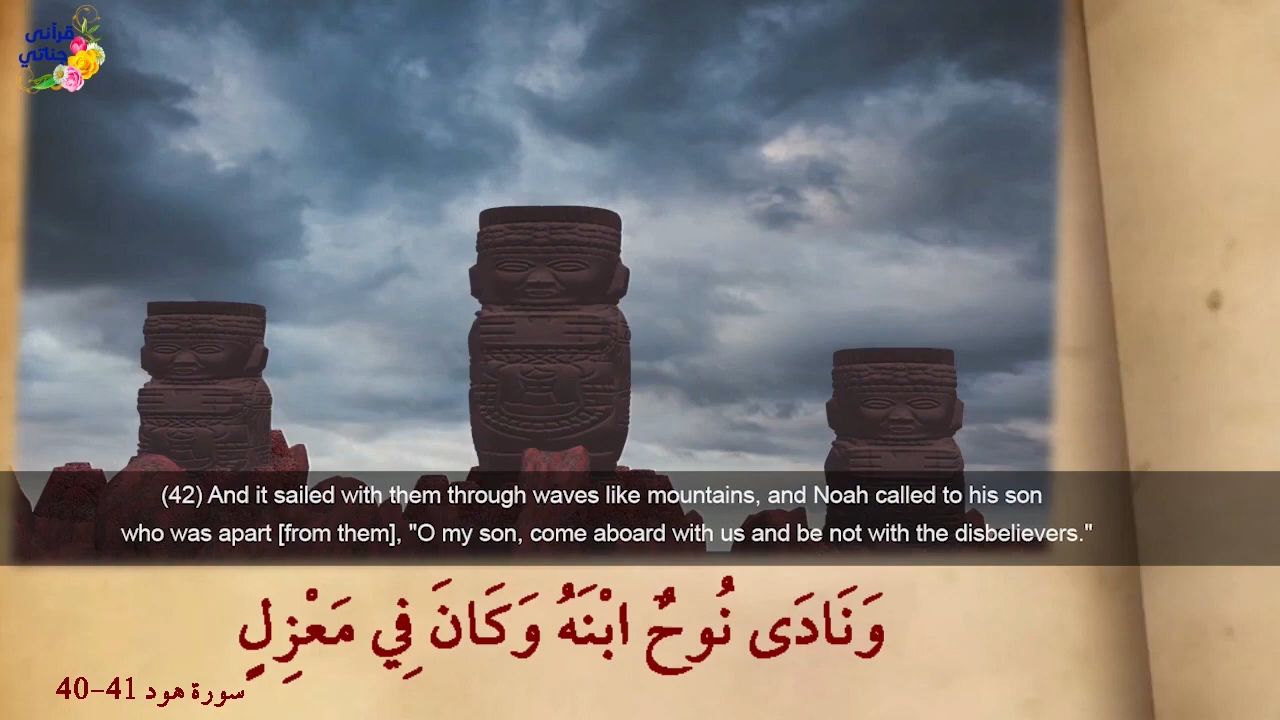 قرآنى
جناتي
(42) And it sailed with them through waves like mountains, and Noah called to his son
who was apart [from them], "O my son, come aboard with us and be not with the disbelievers."
وَنَادَى نُوحٌ ابْنَهُ وَكَانَ فِي مَعْزِلٍ
سورة هود 41-40